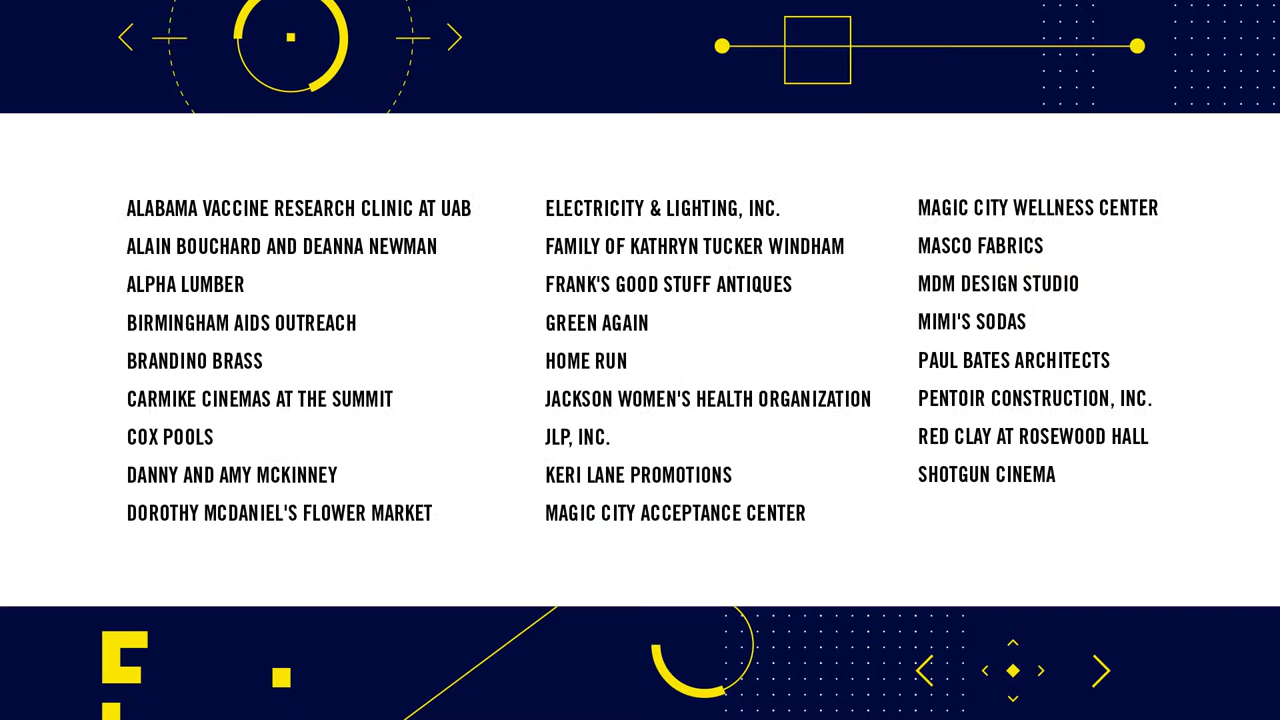 ALABAMA VACCINE RESEARCH CLINIC AT UAB
ALAIN BOUCHARD AND DEANNA NEWMAN
ALPHA LUMBER
BIRMINGHAM AIDS OUTREACH
BRANDINO BRASS
CARMIKE CINEMAS AT THE SUMMIT
COX POOLS
DANNY AND AMY MCKINNEY
DOROTHY MCDANIEL'S FLOWER MARKET
ELECTRICITY & LIGHTING, INC.
FAMILY OF KATHRYN TUCKER WINDHAM
FRANK'S GOOD STUFF ANTIQUES
GREEN AGAIN
HOME RUN
JACKSON WOMEN'S HEALTH ORGANIZATION
JLP, INC.
KERI LANE PROMOTIONS
MAGIC CITY ACCEPTANCE CENTER
MAGIC CITY WELLNESS CENTER
MASCO FABRICS
MDM DESIGN STUDIO
MIMI'S SODAS
PAUL BATES ARCHITECTS
PENTOIR CONSTRUCTION, INC.
RED CLAY AT ROSEWOOD HALL
SHOTGUN CINEMA